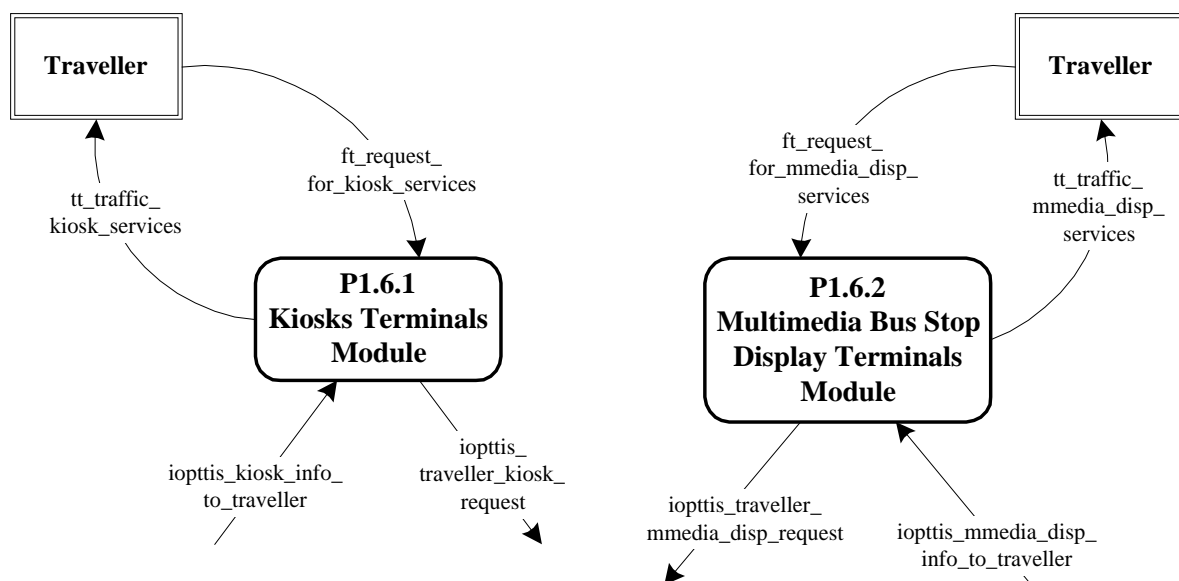 Traveller
ft_request_
for_kiosk_services
tt_traffic_
kiosk_services
P1.6.1
Kiosks Terminals
Module
iopttis_kiosk_info_
to_traveller
iopttis_
traveller_kiosk_
request
Traveller
ft_request_
for_mmedia_disp_
services
tt_traffic_
mmedia_disp_
services
P1.6.2
Multimedia Bus Stop
Display Terminals
Module
iopttis_traveller_
mmedia_disp_request
iopttis_mmedia_disp_
info_to_traveller